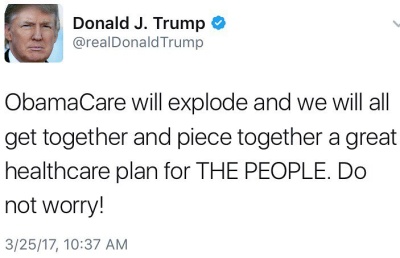 Donald J. Trump
@realDonaldTrump
ObamaCare will explode and we will all
get together and piece together a great
healthcare plan for THE PEOPLE. Do
not worry!
3/25/17, 10:37 AM